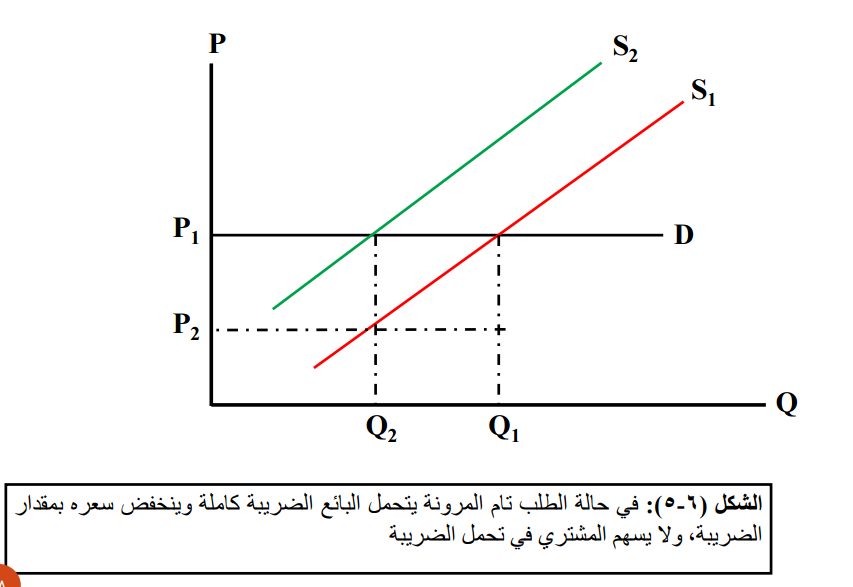 P
S2
S1
P1
D
P2
Q
Q2
Q1
الشكل (٦-٥): في حالة الطلب تام المرونة يتحمل البائع الضريبة كاملة وينخفض سعره بمقدار
الضريبة، ولا يسهم المشتري في تحمل الضريبة